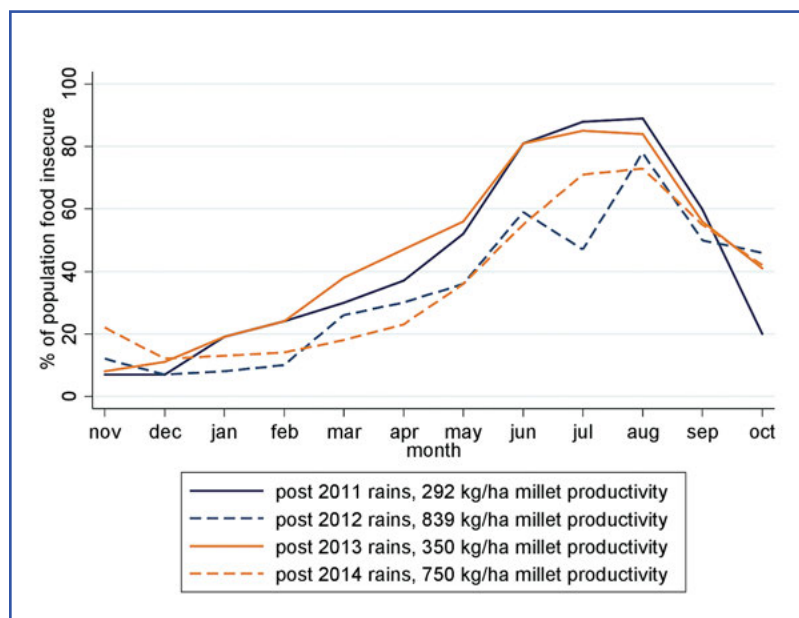 % of population food insecure
100
80
60
40
20
0
nov dec jan feb mar apr may jun jul aug sep oct
month
post 2011 rains, 292 kg/ha millet productivity
post 2012 rains, 839 kg/ha millet productivity
post 2013 rains, 350 kg/ha millet productivity
post 2014 rains, 750 kg/ha millet productivity